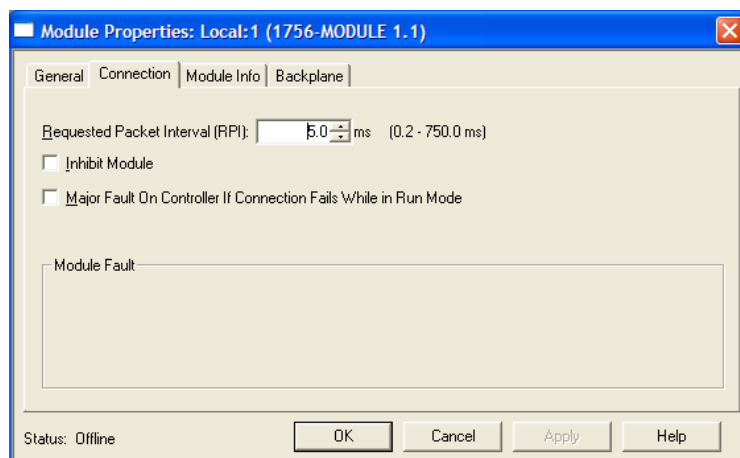 Module Properties: Local:1 (1756-MODULE 1.1)
General Connection Module Info Backplane
Requested Packet Interval (RPI): 5.0 ms (0.2 - 750.0 ms)
Inhibit Module
Major Fault On Controller If Connection Fails While in Run Mode
Module Fault
Status: Offline OK Cancel Apply Help